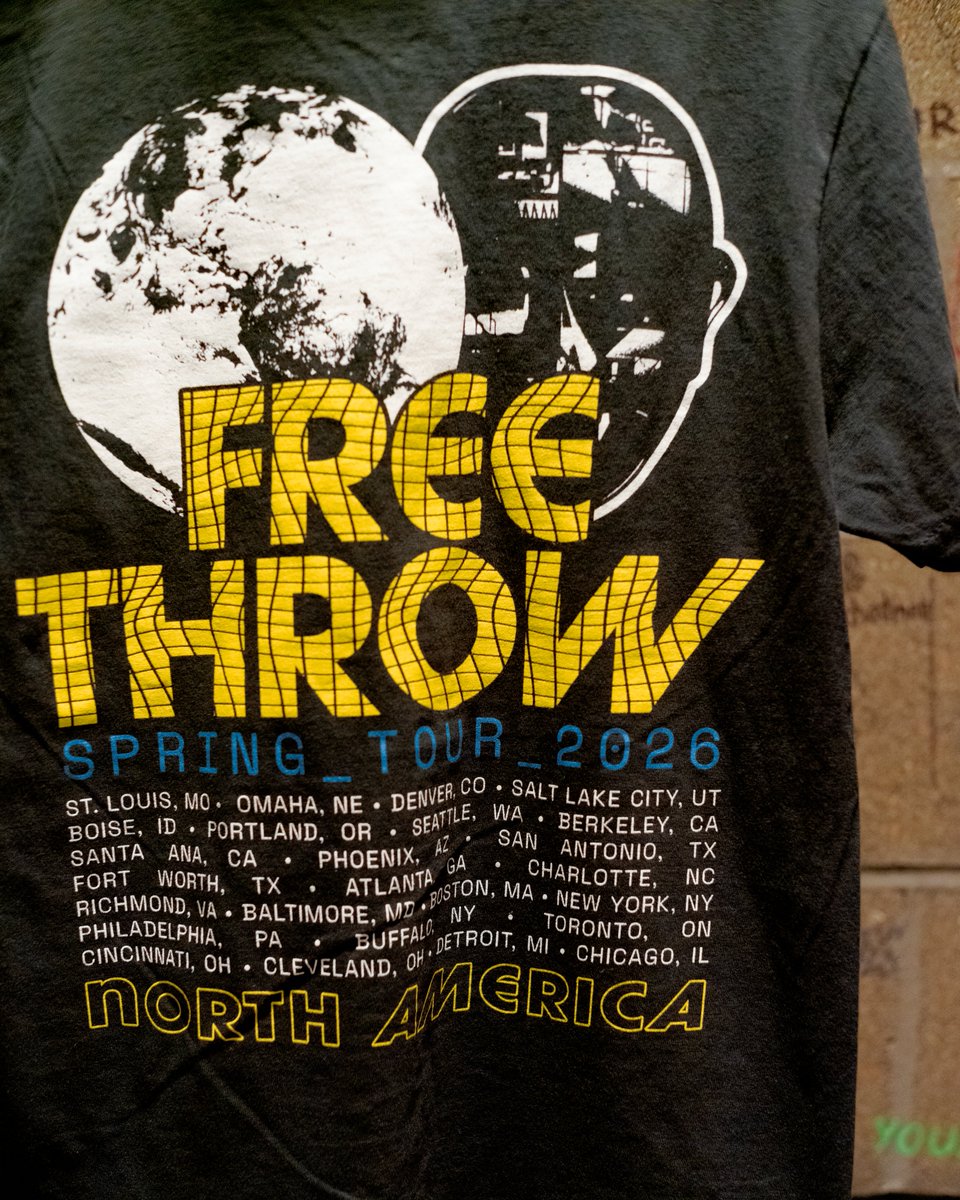 FREE
THROW
SPRING_TOUR_2026
ST. LOUIS, MO • OMAHA, NE • DENVER, CO • SALT LAKE CITY, UT
BOISE, ID • PORTLAND, OR • SEATTLE, WA • BERKELEY, CA
SANTA ANA, CA • PHOENIX, AZ • SAN ANTONIO, TX
FORT WORTH, TX • ATLANTA, GA • CHARLOTTE, NC
RICHMOND, VA • BALTIMORE, MD • BOSTON, MA • NEW YORK, NY
PHILADELPHIA, PA • BUFFALO, NY • TORONTO, ON
CINCINNATI, OH • CLEVELAND, OH • DETROIT, MI • CHICAGO, IL
NORTH AMERICA
YOU